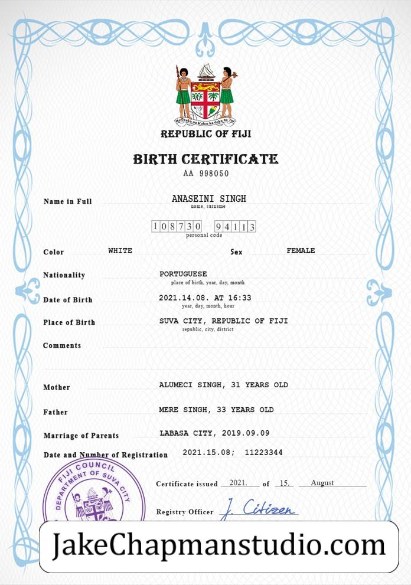 REPUBLIC OF FIJI
BIRTH CERTIFICATE
AA 998050
Name in Full ANASEINI SINGH
name, surname
108730 94113
personal code
Color WHITE Sex FEMALE
Nationality PORTUGUESE
place of birth, year, day, month
Date of Birth 2021.14.08. AT 16:33
year, day, month, hour
Place of Birth SUVA CITY, REPUBLIC OF FIJI
republic, city, district
Comments
Mother ALUMECI SINGH, 31 YEARS OLD
Father MERE SINGH, 33 YEARS OLD
Marriage of Parents LABASA CITY, 2019.09.09
Date and Number of Registration 2021.15.08; 11223344
FIJI COUNCIL
DEPARTMENT OF SUVA CITY
Certificate issued 2021. of 15, August
Registry Officer J. Citizen
JakeChapmanstudio.com